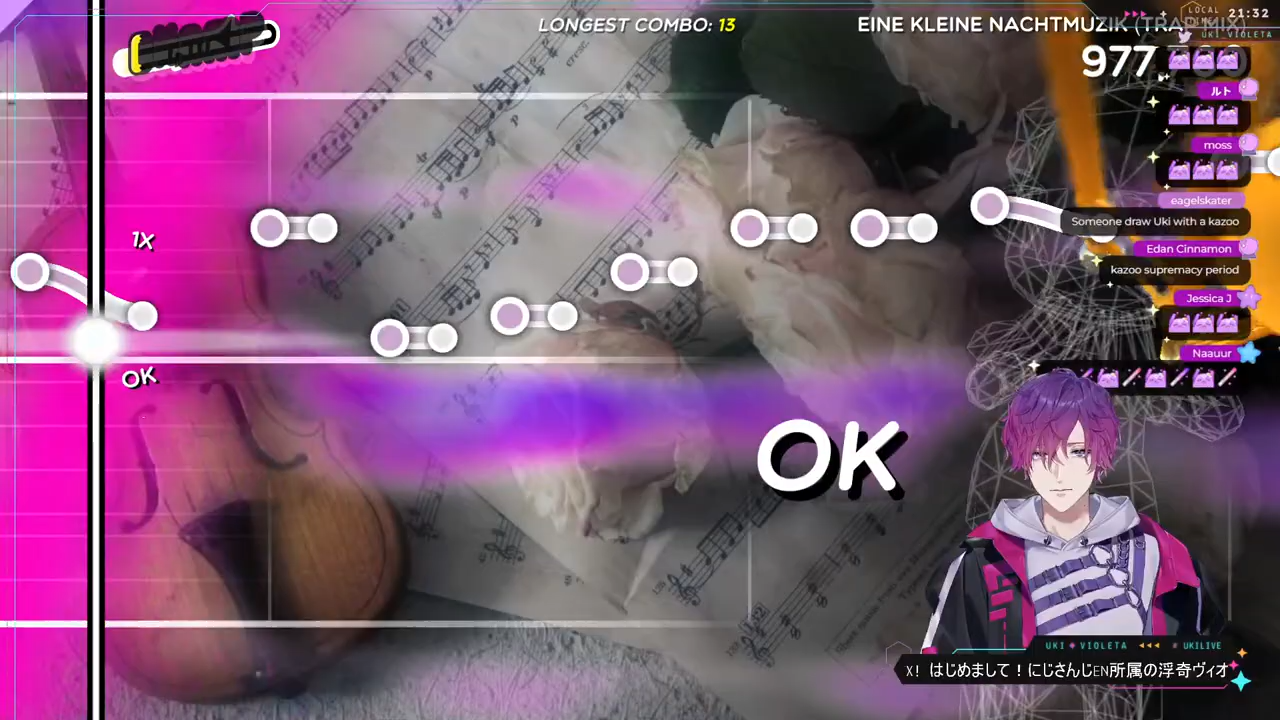 LONGEST COMBO: 13
EINE KLEINE NACHTMUZIK (TRAP MIX)
LOCAL
21:32
UKI_VIOLETA
977
ルト
moss
1X
eagelskater
Someone draw Uki with a kazoo
Edan Cinnamon
kazoo supremacy period
Jessica J
Naauur
OK
OK
UKI VIOLETA
# UKILIVE
X! はじめまして！にじさんじEN所属の浮奇ヴィオ